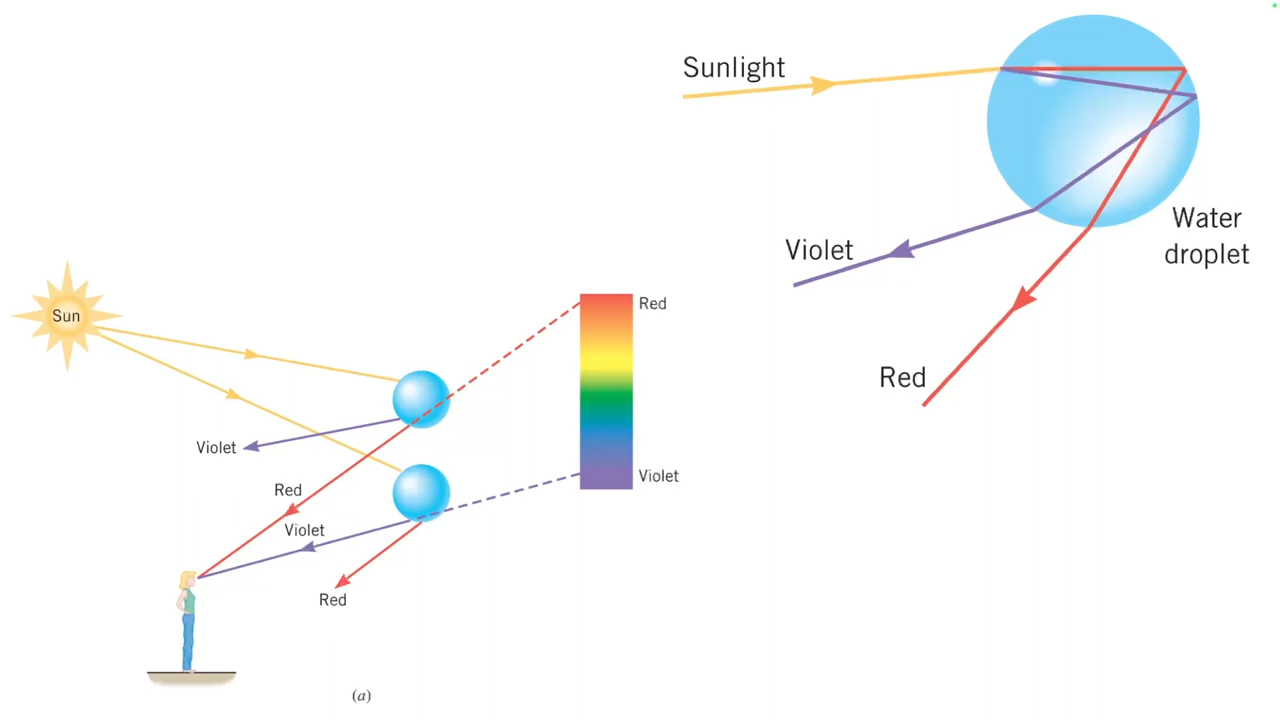 Sunlight
Violet
Water
droplet
Red
Sun
Red
Violet
Violet
Red
Violet
Red
(a)